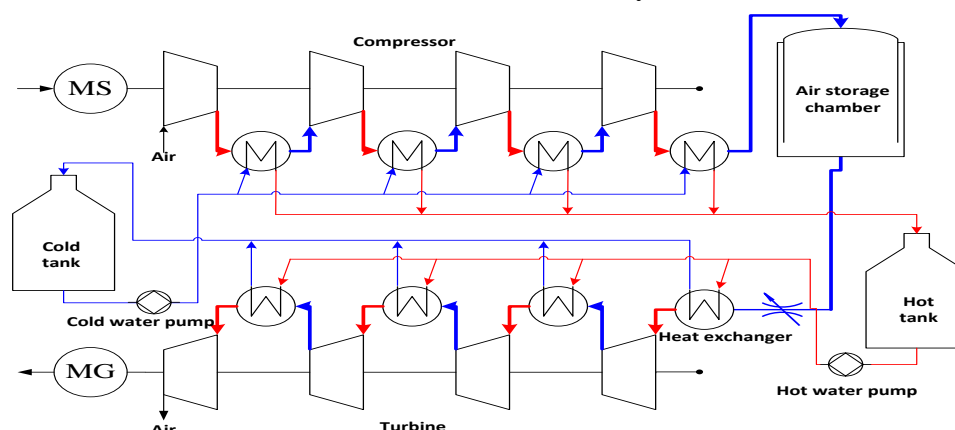 Compressor
MS
Air storage
chamber
Air
Cold
tank
Hot
tank
Cold water pump
Heat exchanger
MG
Hot water pump
Air
Turbine